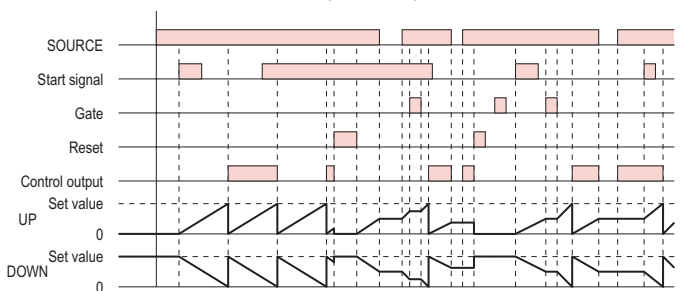 SOURCE
Start signal
Gate
Reset
Control output
Set value
UP
0
Set value
DOWN
0